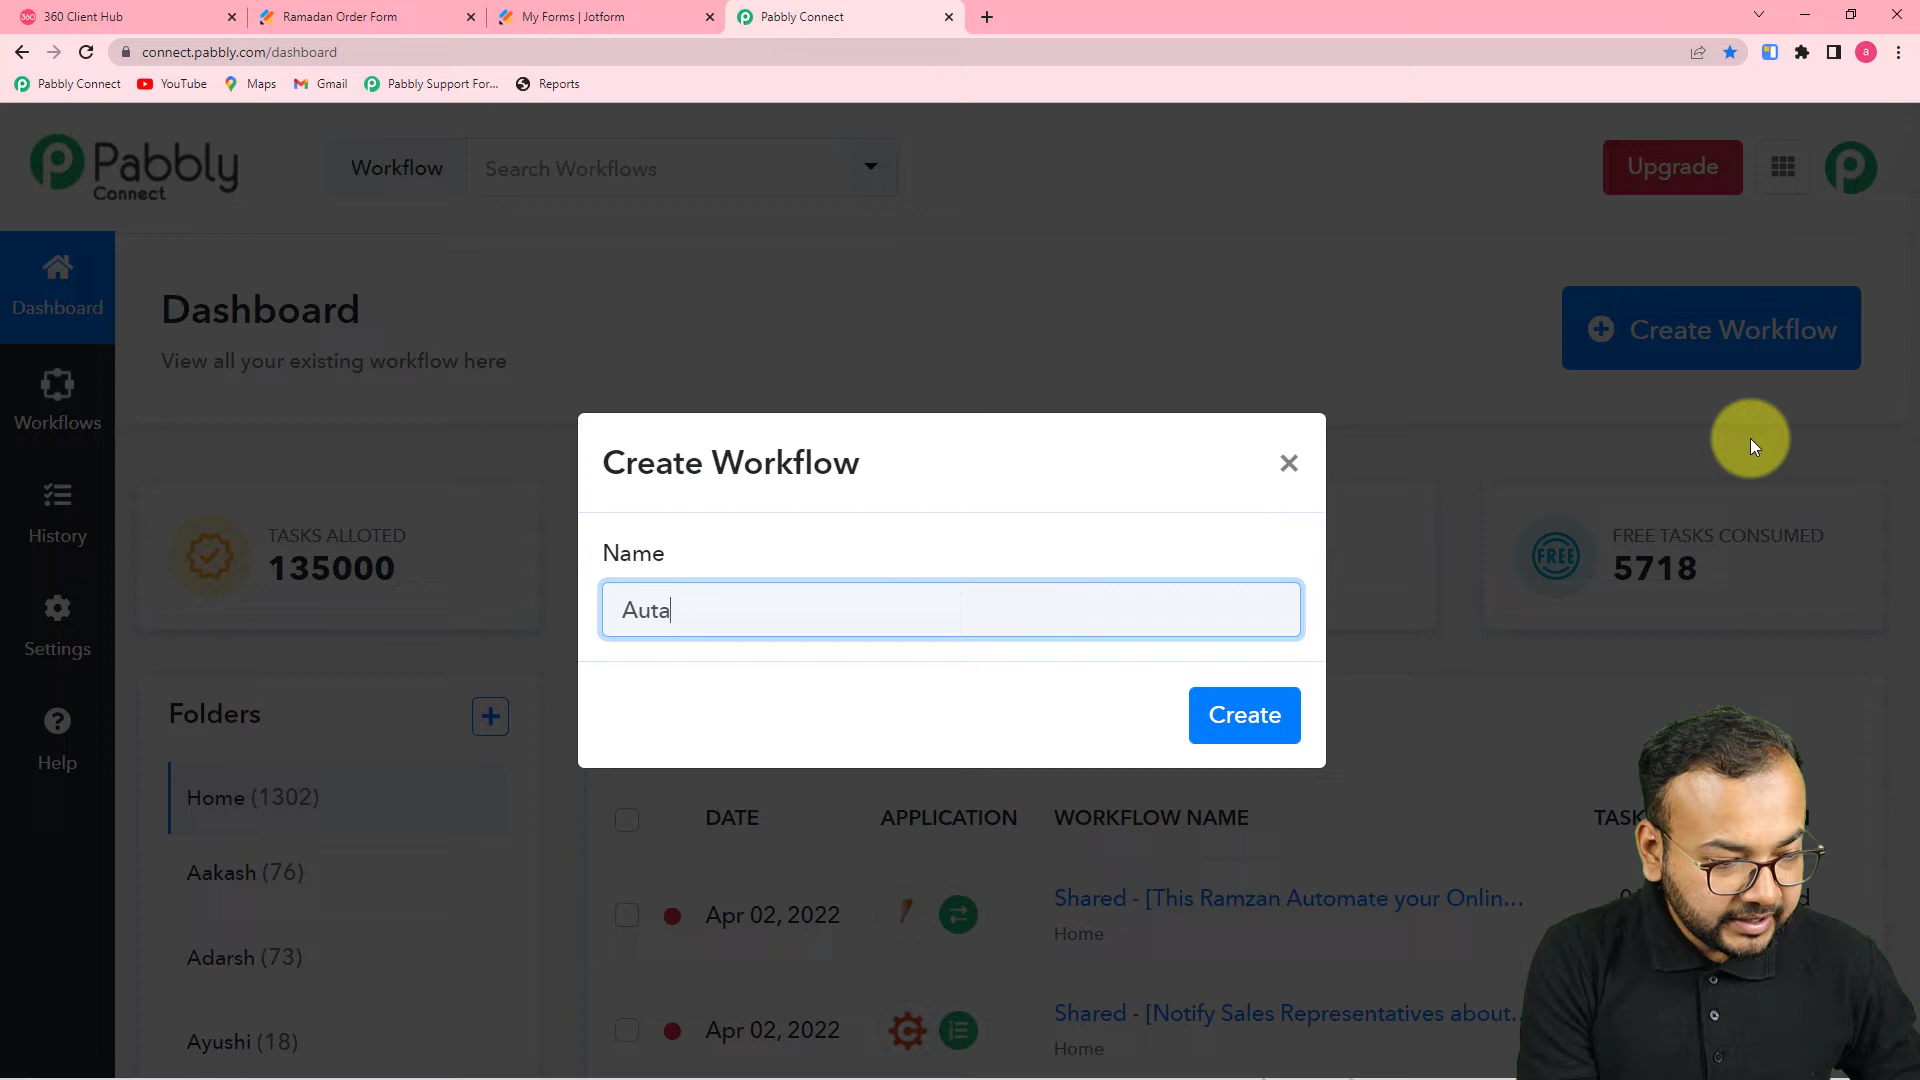 360 Client Hub
Ramadan Order Form
My Forms | Jotform
Pabbly Connect
connect.pabbly.com/dashboard
a
Pabbly Connect
YouTube
Maps
Gmail
Pabbly Support For...
Reports
Pabbly
Connect
Workflow
Search Workflows
Upgrade
Dashboard
Dashboard
View all your existing workflow here
Create Workflow
Workflows
Create Workflow
TASKS ALLOTED
135000
Name
Auta
FREE
FREE TASKS CONSUMED
5718
History
Settings
Create
Folders
Help
Home (1302)
DATE
APPLICATION
WORKFLOW NAME
Aakash (76)
Apr 02, 2022
Shared - [This Ramzan Automate your Onlin...
Home
Adarsh (73)
Apr 02, 2022
Shared - [Notify Sales Representatives about...
Home
Ayushi (18)